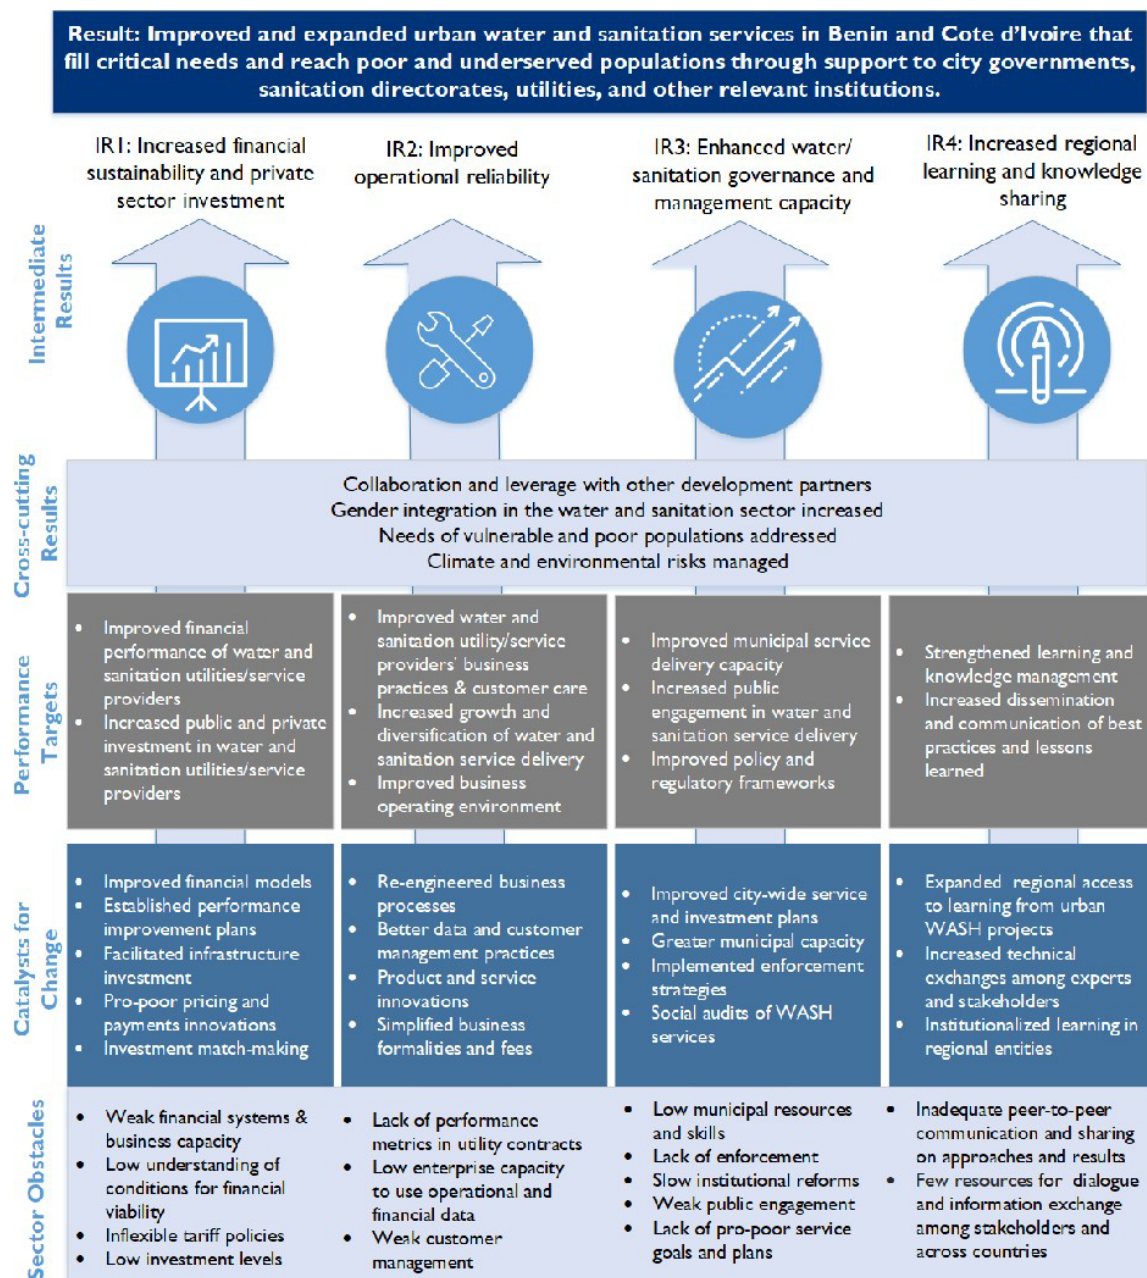 Result: Improved and expanded urban water and sanitation services in Benin and Cote d’Ivoire that
fill critical needs and reach poor and underserved populations through support to city governments,
sanitation directorates, utilities, and other relevant institutions.
Intermediate
Results
IR1: Increased financial
sustainability and private
sector investment
IR2: Improved
operational reliability
IR3: Enhanced water/
sanitation governance and
management capacity
IR4: Increased regional
learning and knowledge
sharing
Cross-cutting
Results
Collaboration and leverage with other development partners
Gender integration in the water and sanitation sector increased
Needs of vulnerable and poor populations addressed
Climate and environmental risks managed
Performance
Targets
• Improved financial
performance of water and
sanitation utilities/service
providers
• Increased public and private
investment in water and
sanitation utilities/service
providers
• Improved water and
sanitation utility/service
providers’ business
practices & customer care
• Increased growth and
diversification of water and
sanitation service delivery
• Improved business
operating environment
• Improved municipal service
delivery capacity
• Increased public
engagement in water and
sanitation service delivery
• Improved policy and
regulatory frameworks
• Strengthened learning and
knowledge management
• Increased dissemination
and communication of best
practices and lessons
learned
Catalysts for
Change
• Improved financial models
• Established performance
improvement plans
• Facilitated infrastructure
investment
• Pro-poor pricing and
payments innovations
• Investment match-making
• Re-engineered business
processes
• Better data and customer
management practices
• Product and service
innovations
• Simplified business
formalities and fees
• Improved city-wide service
and investment plans
• Greater municipal capacity
• Implemented enforcement
strategies
• Social audits of WASH
services
• Expanded regional access
to learning from urban
WASH projects
• Increased technical
exchanges among experts
and stakeholders
• Institutionalized learning in
regional entities
Sector Obstacles
• Weak financial systems &
business capacity
• Low understanding of
conditions for financial
viability
• Inflexible tariff policies
• Low investment levels
• Lack of performance
metrics in utility contracts
• Low enterprise capacity
to use operational and
financial data
• Weak customer
management
• Low municipal resources
and skills
• Lack of enforcement
• Slow institutional reforms
• Weak public engagement
• Lack of pro-poor service
goals and plans
• Inadequate peer-to-peer
communication and sharing
on approaches and results
• Few resources for dialogue
and information exchange
among stakeholders and
across countries